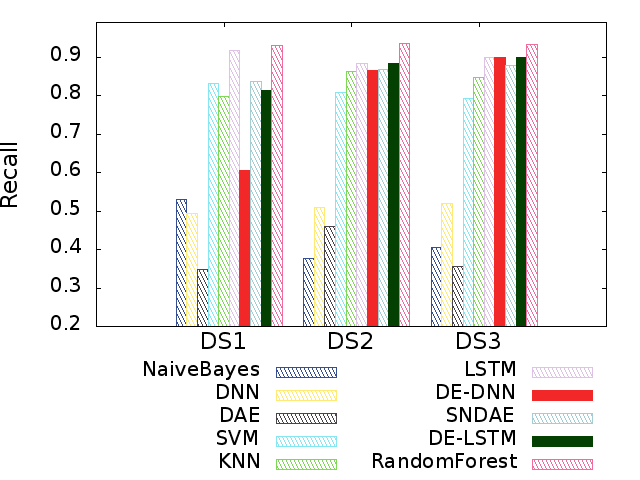 Recall
0.9
0.8
0.7
0.6
0.5
0.4
0.3
0.2
DS1 DS2 DS3
NaiveBayes LSTM
DNN DE-DNN
DAE SNDAE
SVM DE-LSTM
KNN RandomForest